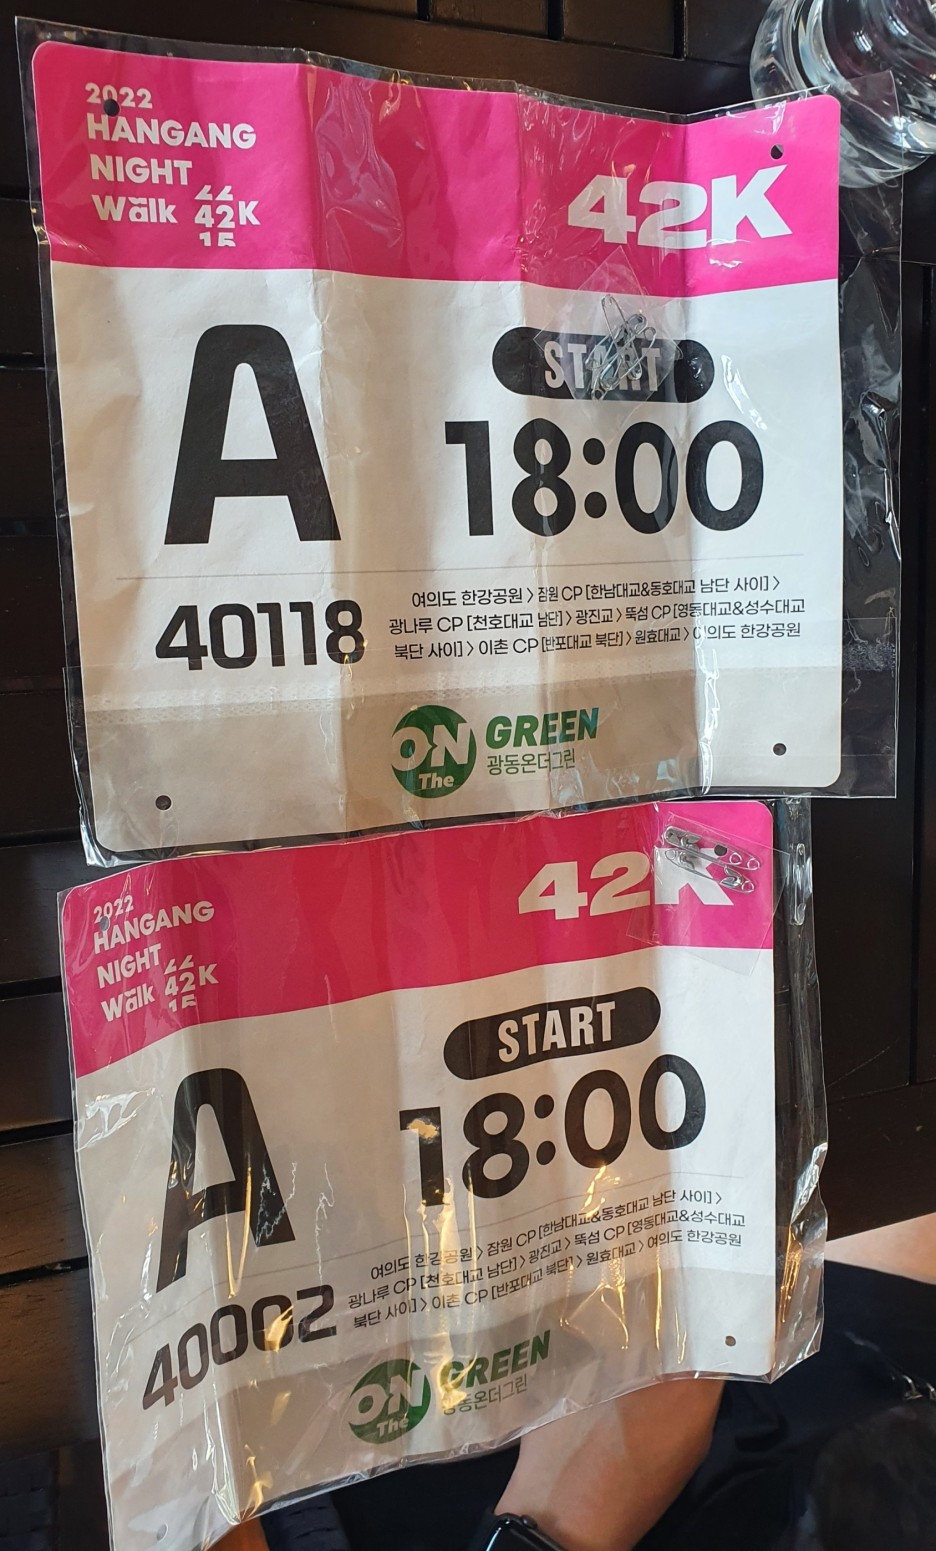 2022
HANGANG
NIGHT
Walk 42K
42K
A
START
18:00
40118
여의도 한강공원 > 잠원 CP [한남대교&동호대교 남단 사이] >
광나루 CP [천호대교 남단] > 광진교 > 뚝섬 CP [영동대교&성수대교
북단 사이] > 이촌 CP [반포대교 북단] > 원효대교 > 여의도 한강공원
ON The GREEN
광동온더그린
2022
HANGANG
NIGHT
Walk 42K
42K
A
START
18:00
40002
여의도 한강공원 > 잠원 CP [한남대교&동호대교 남단 사이] >
광나루 CP [천호대교 남단] > 광진교 > 뚝섬 CP [영동대교&성수대교
북단 사이] > 이촌 CP [반포대교 북단] > 원효대교 > 여의도 한강공원
ON The GREEN
광동온더그린